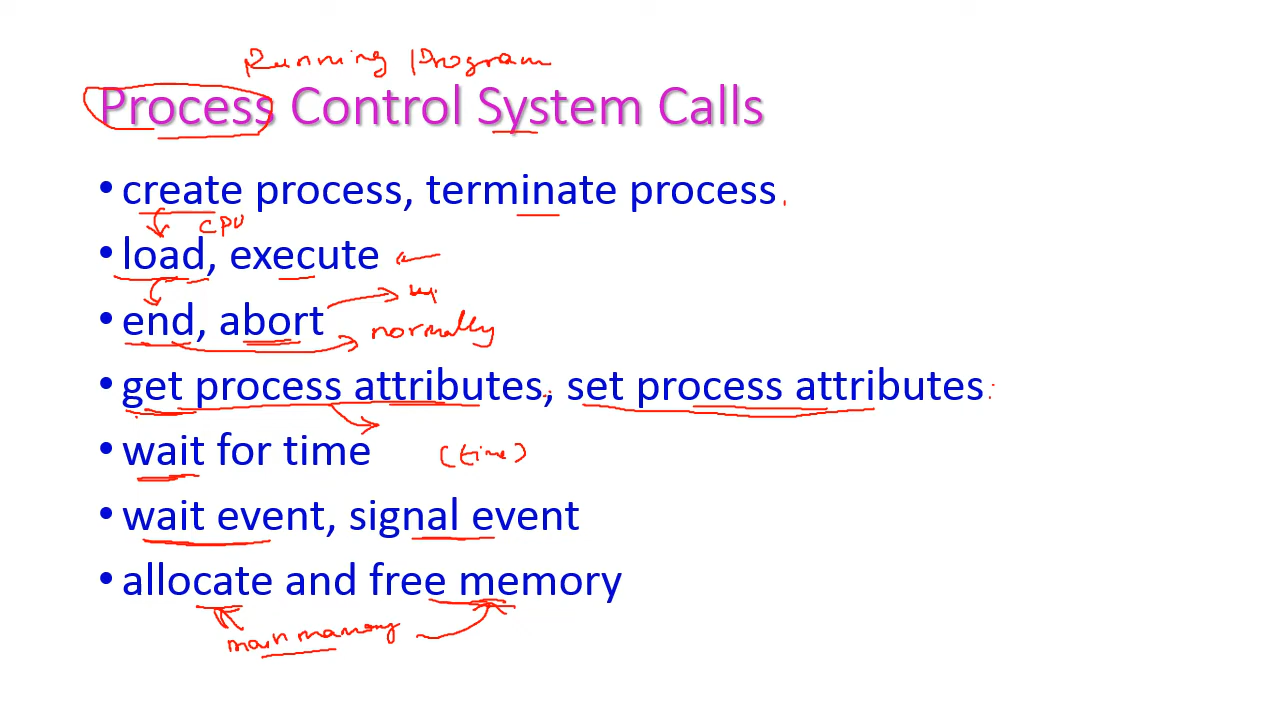 Running Program
Process Control System Calls
• create process, terminate process
CPU
• load, execute
• end, abort
normally
• get process attributes, set process attributes
• wait for time
(time)
• wait event, signal event
• allocate and free memory
main mamory